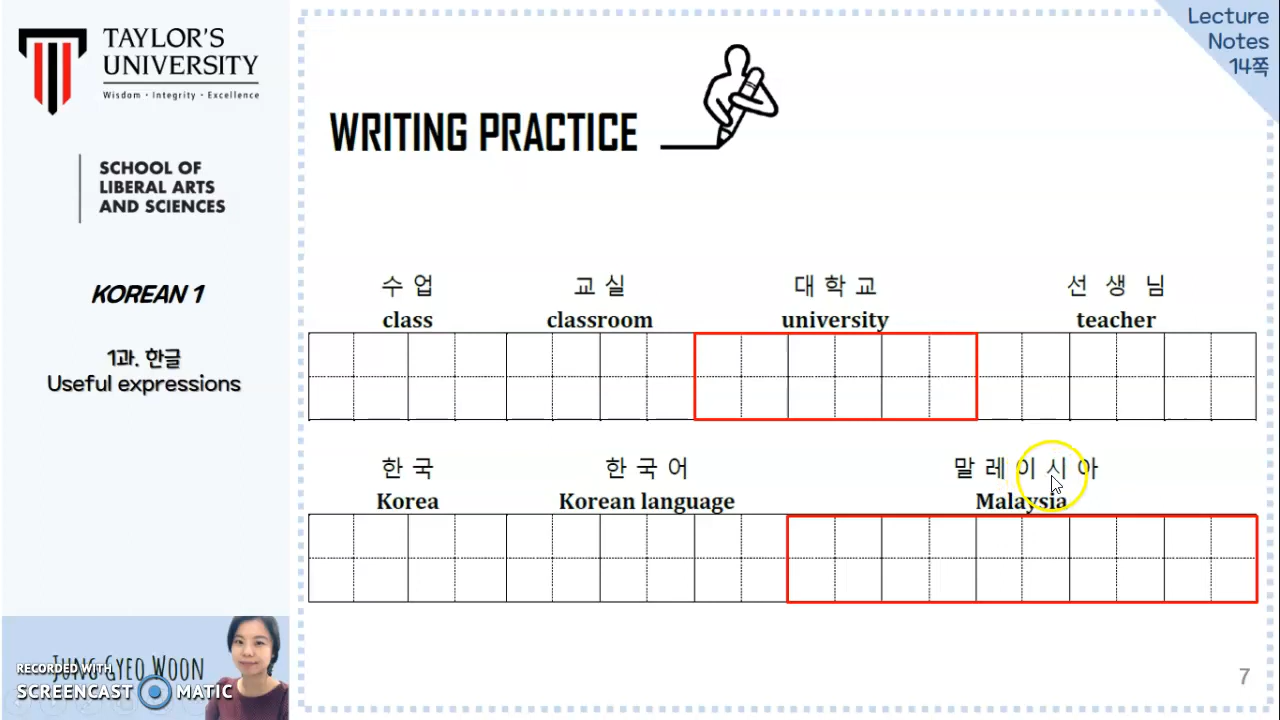 TAYLOR'S
UNIVERSITY
Wisdom · Integrity · Excellence
SCHOOL OF
LIBERAL ARTS
AND SCIENCES
KOREAN 1
1과. 한글
Useful expressions
Lecture
Notes
14쪽
WRITING PRACTICE
수 업 교 실 대 학 교 선 생 님
class classroom university teacher
한 국 한 국 어 말 레 이 시 아
Korea Korean language Malaysia
JUNG GYEO WOON
RECORDED WITH
SCREENCAST MATIC
7